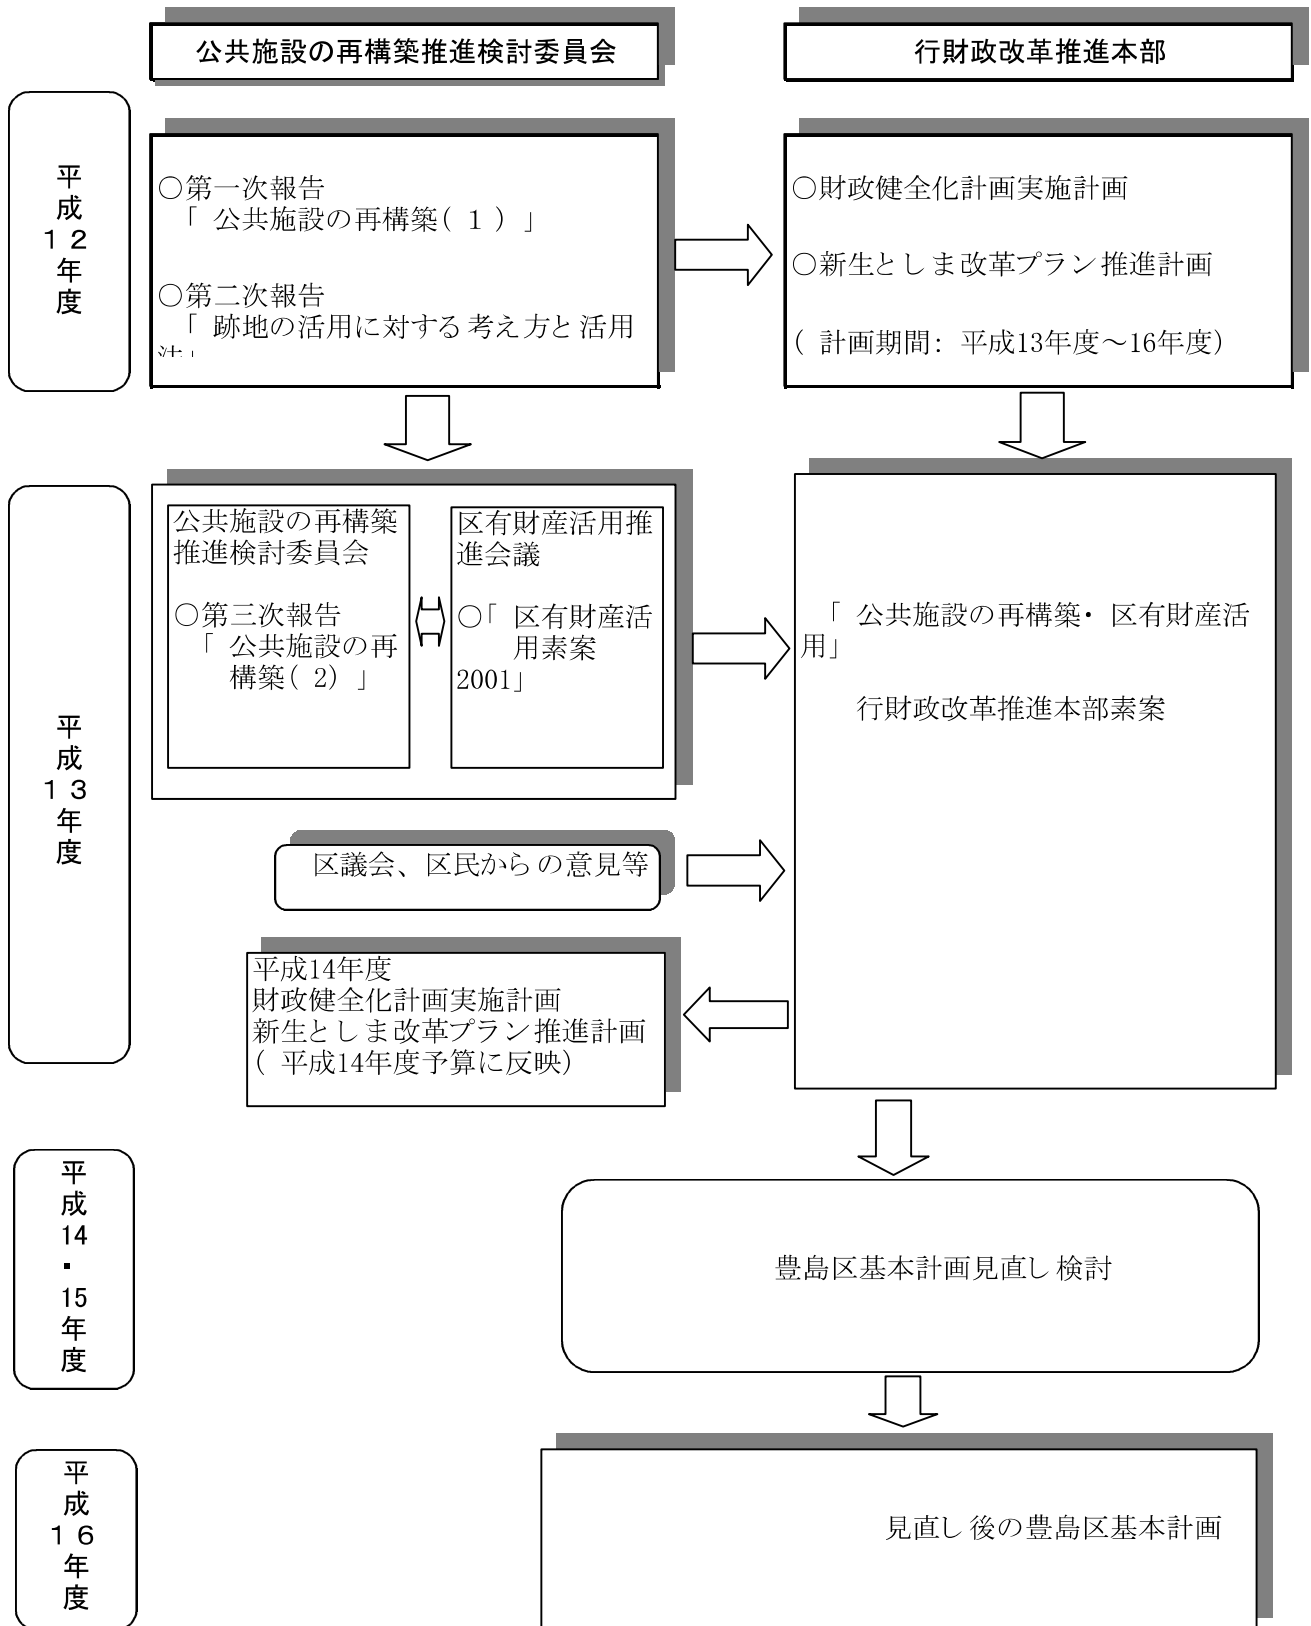 公共施設の再構築推進検討委員会
行財政改革推進本部
平成12年度
○第一次報告
「公共施設の再構築(1)」
○第二次報告
「跡地の活用に対する考え方と活用
○財政健全化計画実施計画
○新生としま改革プラン推進計画
(計画期間:平成13年度～16年度)
平成13年度
公共施設の再構築
推進検討委員会
○第三次報告
「公共施設の再
構築(2)」
区有財産活用推
進会議
○「区有財産活
用素案
2001」
「公共施設の再構築・区有財産活
用」
行財政改革推進本部素案
区議会、区民からの意見等
平成14年度
財政健全化計画実施計画
新生としま改革プラン推進計画
(平成14年度予算に反映)
平成14・15年度
豊島区基本計画見直し検討
平成16年度
見直し後の豊島区基本計画